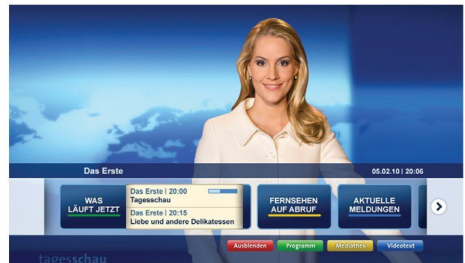 Das Erste 05.02.10 | 20:06
WAS
LÄUFT JETZT
Das Erste | 20:00
Tagesschau
Das Erste | 20:15
Liebe und andere Delikatessen
FERNSEHEN
AUF ABRUF
AKTUELLE
MELDUNGEN
Ausblenden Programm Mediathek Videotext
tagesschau